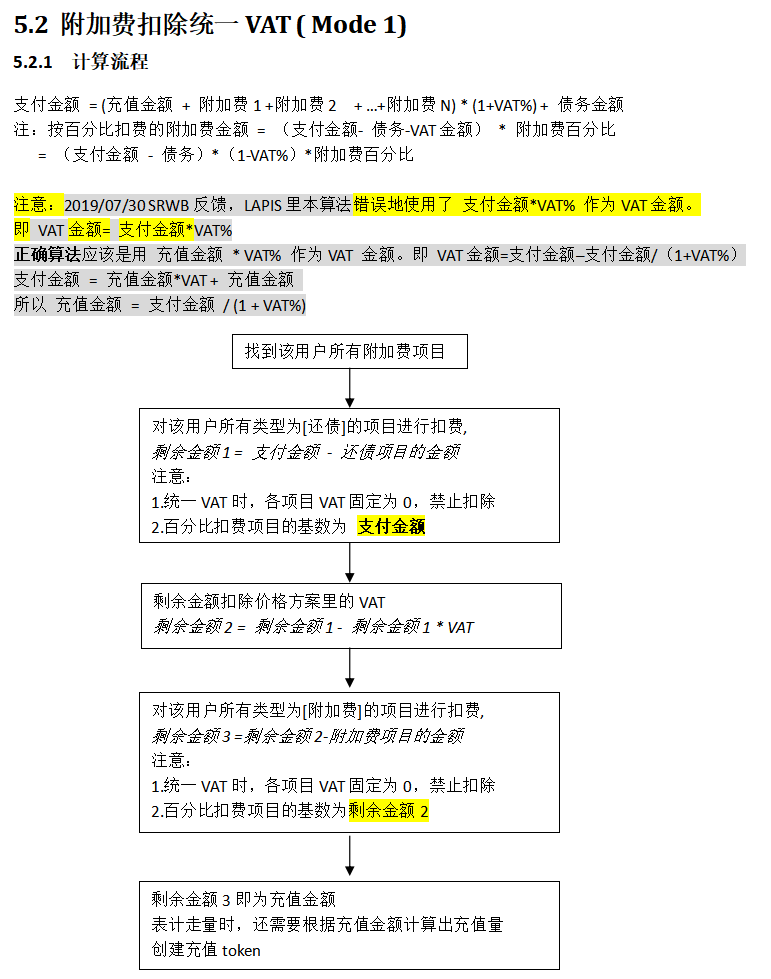 5.2 附加费扣除统一 VAT ( Mode 1)
5.2.1 计算流程
支付金额 = (充值金额 + 附加费 1 +附加费 2 + ...+附加费 N) * (1+VAT%) + 债务金额
注：按百分比扣费的附加费金额 = （支付金额- 债务-VAT 金额） * 附加费百分比
= （支付金额 - 债务）*（1-VAT%）*附加费百分比
注意：2019/07/30 SRWB 反馈，LAPIS 里本算法错误地使用了 支付金额*VAT% 作为 VAT 金额。
即 VAT 金额= 支付金额*VAT%
正确算法应该是用 充值金额 * VAT% 作为 VAT 金额。即 VAT 金额=支付金额–支付金额/（1+VAT%）
支付金额 = 充值金额*VAT + 充值金额
所以 充值金额 = 支付金额 / (1 + VAT%)
找到该用户所有附加费项目
对该用户所有类型为[还债]的项目进行扣费,
剩余金额 1 = 支付金额 - 还债项目的金额
注意：
1.统一 VAT 时，各项目 VAT 固定为 0，禁止扣除
2.百分比扣费项目的基数为 支付金额
剩余金额扣除价格方案里的 VAT
剩余金额 2 = 剩余金额 1 - 剩余金额 1 * VAT
对该用户所有类型为[附加费]的项目进行扣费,
剩余金额 3 =剩余金额 2-附加费项目的金额
注意：
1.统一 VAT 时，各项目 VAT 固定为 0，禁止扣除
2.百分比扣费项目的基数为剩余金额 2
剩余金额 3 即为充值金额
表计走量时，还需要根据充值金额计算出充值量
创建充值 token